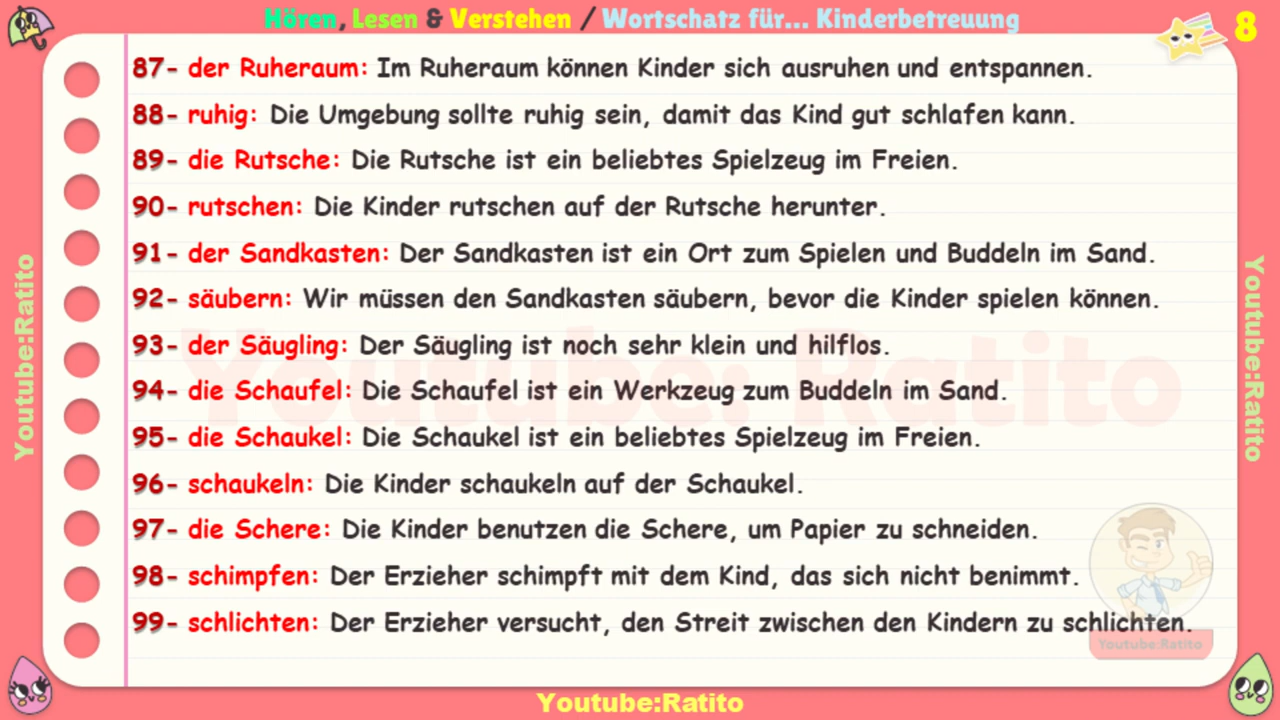 Hören, Lesen & Verstehen / Wortschatz für... Kinderbetreuung
8
87- der Ruheraum: Im Ruheraum können Kinder sich ausruhen und entspannen.
88- ruhig: Die Umgebung sollte ruhig sein, damit das Kind gut schlafen kann.
89- die Rutsche: Die Rutsche ist ein beliebtes Spielzeug im Freien.
90- rutschen: Die Kinder rutschen auf der Rutsche herunter.
91- der Sandkasten: Der Sandkasten ist ein Ort zum Spielen und Buddeln im Sand.
92- säubern: Wir müssen den Sandkasten säubern, bevor die Kinder spielen können.
93- der Säugling: Der Säugling ist noch sehr klein und hilflos.
94- die Schaufel: Die Schaufel ist ein Werkzeug zum Buddeln im Sand.
95- die Schaukel: Die Schaukel ist ein beliebtes Spielzeug im Freien.
96- schaukeln: Die Kinder schaukeln auf der Schaukel.
97- die Schere: Die Kinder benutzen die Schere, um Papier zu schneiden.
98- schimpfen: Der Erzieher schimpft mit dem Kind, das sich nicht benimmt.
99- schlichten: Der Erzieher versucht, den Streit zwischen den Kindern zu schlichten.
Youtube:Ratito
Youtube:Ratito
Youtube: Ratito
Youtube:Ratito
Youtube:Ratito